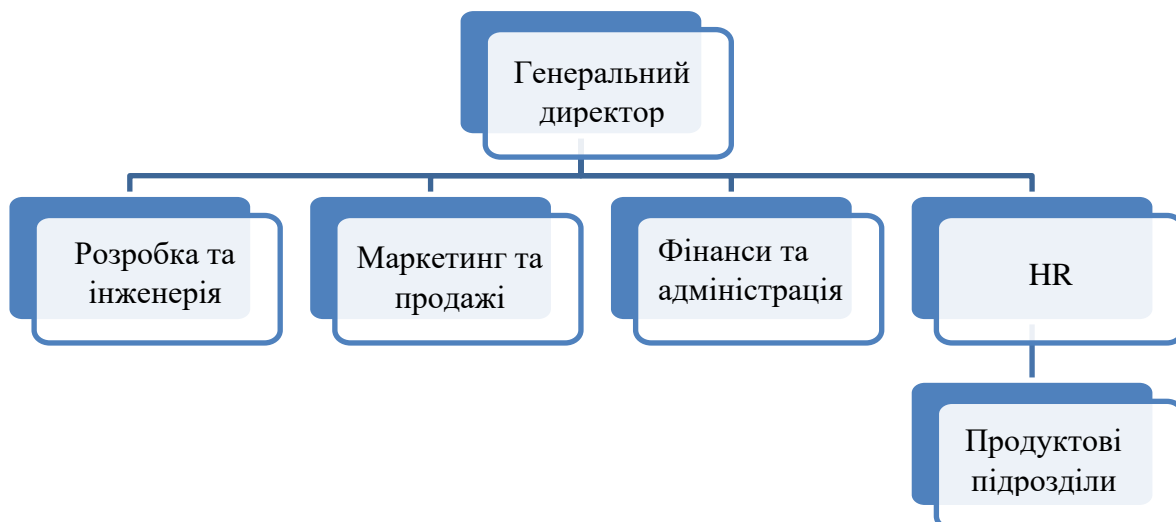 Генеральний
директор
Розробка та
інженерія
Маркетинг та
продажі
Фінанси та
адміністрація
HR
Продуктові
підрозділи